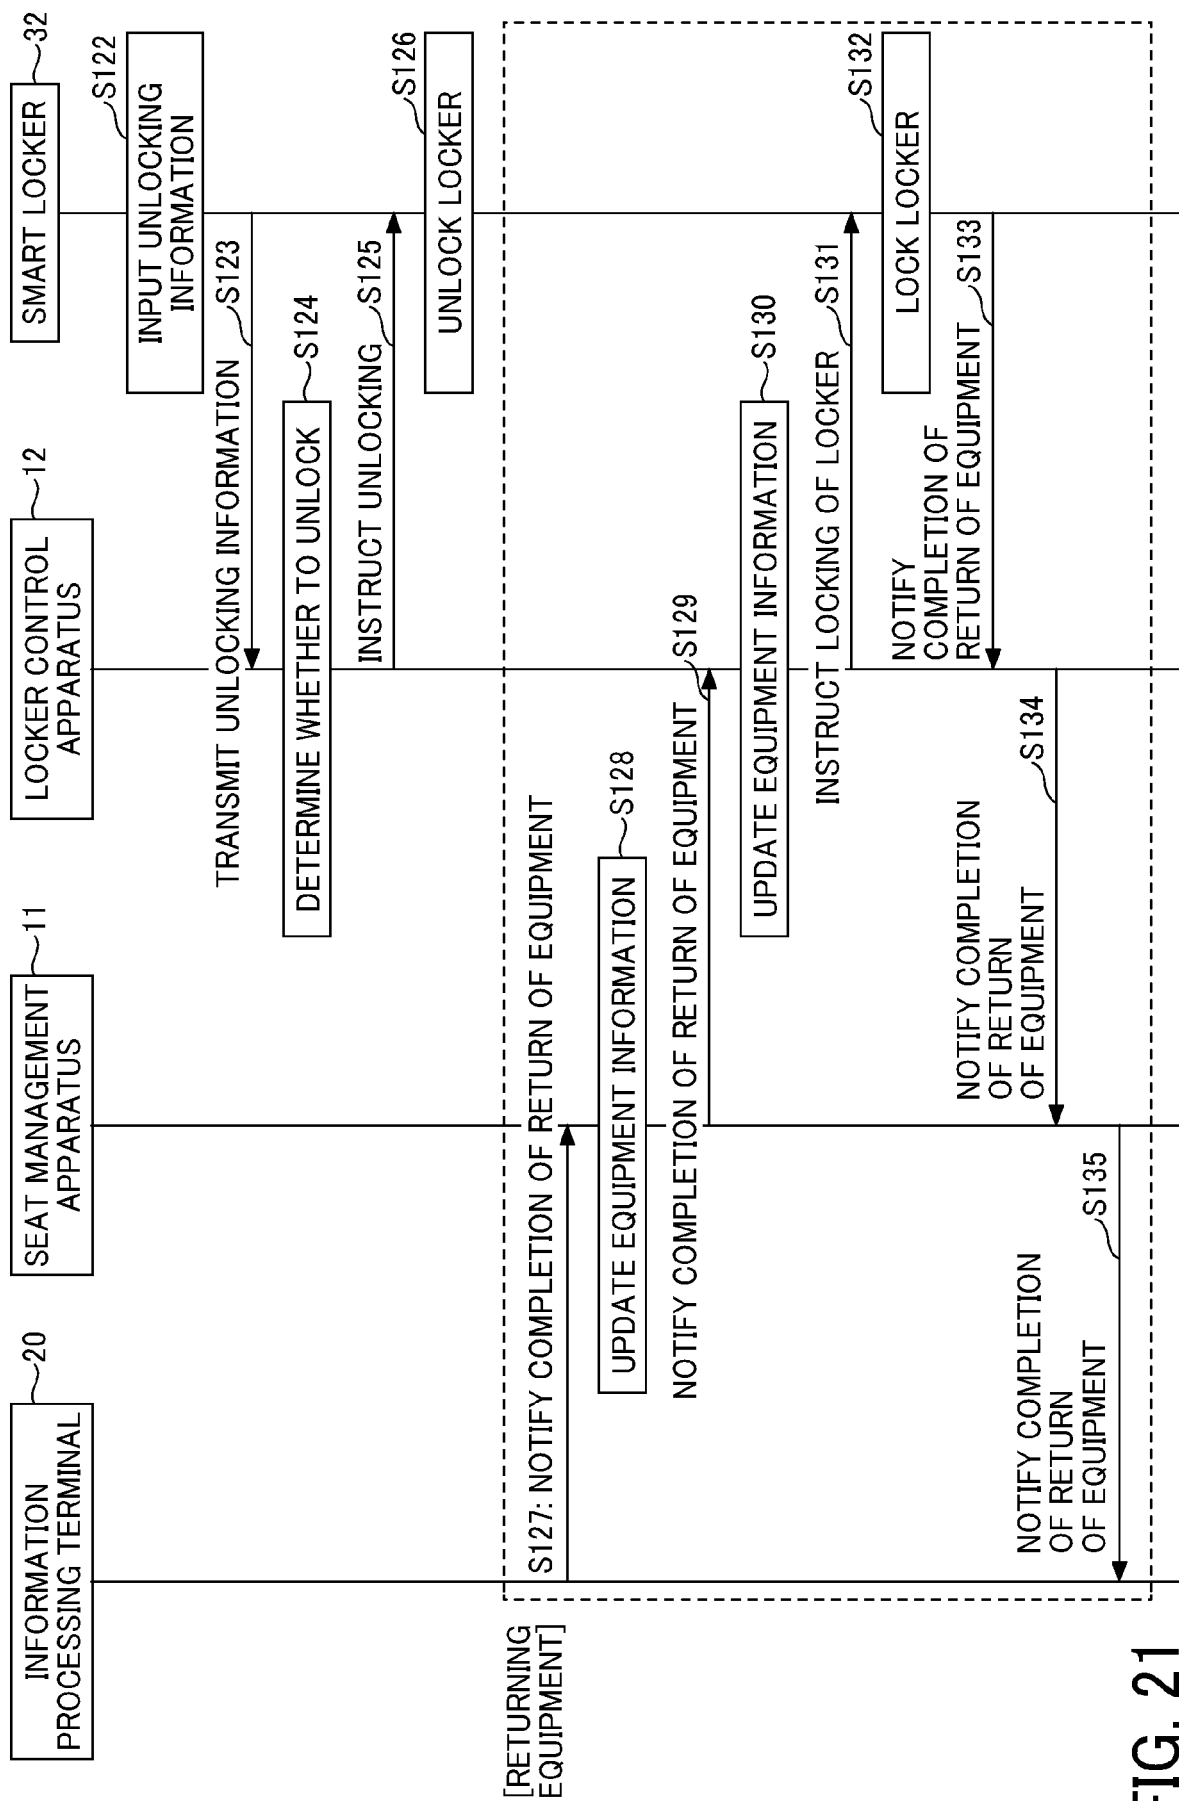 INFORMATION
PROCESSING TERMINAL
20
SEAT MANAGEMENT
APPARATUS
11
LOCKER CONTROL
APPARATUS
12
SMART LOCKER
32
INPUT UNLOCKING
INFORMATION
S122
TRANSMIT UNLOCKING INFORMATION
S123
DETERMINE WHETHER TO UNLOCK
S124
INSTRUCT UNLOCKING
S125
UNLOCK LOCKER
S126
[RETURNING
EQUIPMENT]
S127: NOTIFY COMPLETION OF RETURN OF EQUIPMENT
UPDATE EQUIPMENT INFORMATION
S128
NOTIFY COMPLETION OF RETURN OF EQUIPMENT
S129
UPDATE EQUIPMENT INFORMATION
S130
INSTRUCT LOCKING OF LOCKER
S131
LOCK LOCKER
S132
NOTIFY
COMPLETION OF
RETURN OF EQUIPMENT
S133
NOTIFY COMPLETION
OF RETURN
OF EQUIPMENT
S134
NOTIFY COMPLETION
OF RETURN
OF EQUIPMENT
S135
FIG. 21